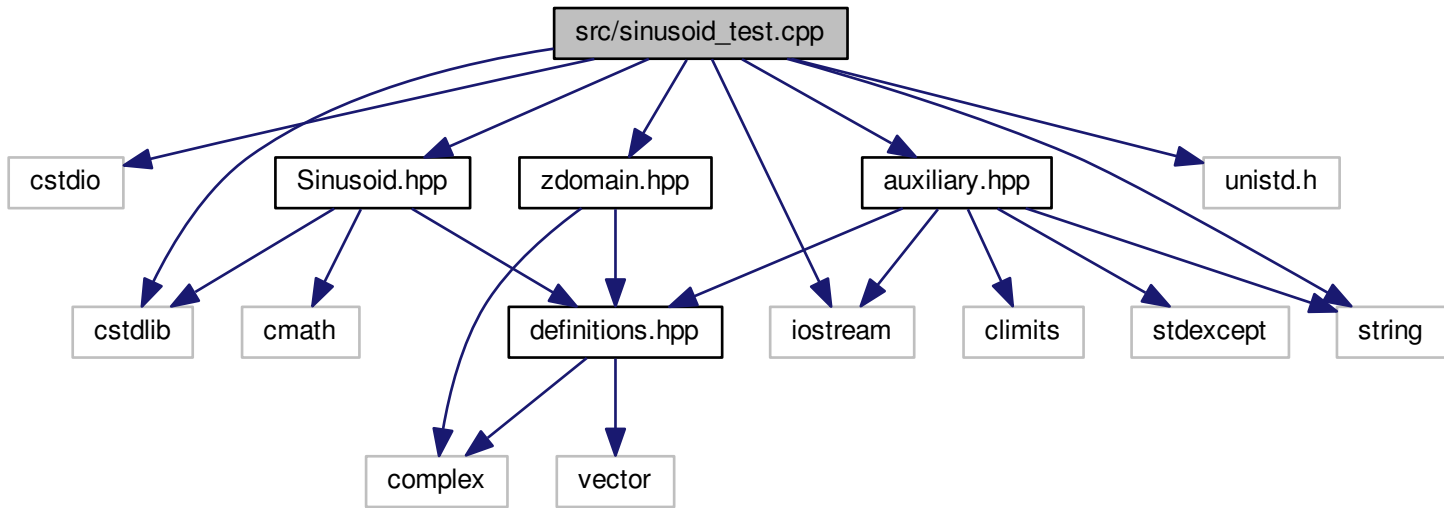 src/sinusoid_test.cpp
cstdio
Sinusoid.hpp
zdomain.hpp
auxiliary.hpp
unistd.h
cstdlib
cmath
definitions.hpp
iostream
climits
stdexcept
string
complex
vector